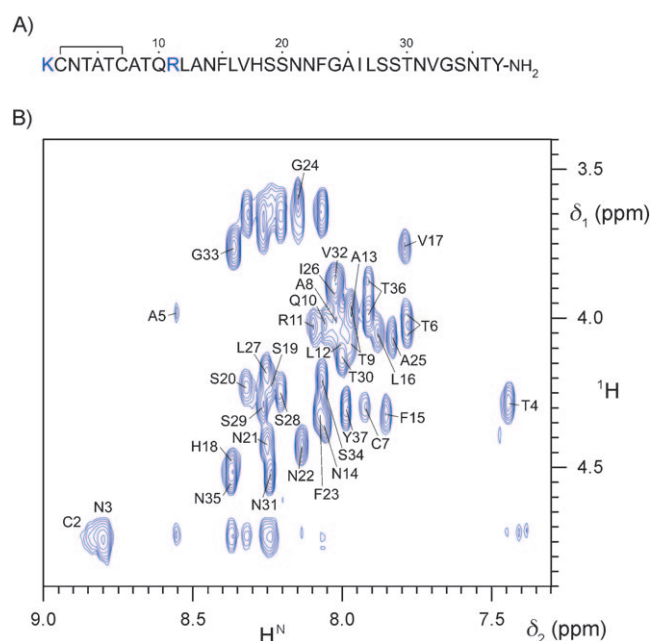 A)
10 20 30
KCNTATCATQRLANFLVHSSNNFGAILSSTNVGSNTY-NH₂
B)
G24
3.5
δ₁ (ppm)
V32 A13 V17
G33
I26
A8 T36
A5 Q10
R11 T6
4.0
L12 T9 A25
L27 S19 T30 L16
¹H
S20
T4
S29 S28 F15
N21 Y37 C7
H18 S34
N22 N14
N35 N31 F23
4.5
C2 N3
9.0 8.5 8.0 7.5
Hᴺ δ₂ (ppm)